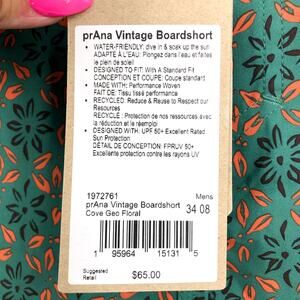 prAna Vintage Boardshort
• WATER-FRIENDLY: dive in & soak up the sun
ADAPTÉ À L'EAU : Plongez dans l'eau et faites
le plein de soleil
• DESIGNED TO FIT: With A Standard Fit
CONCEPTION ET COUPE: Coupe standard
• MADE WITH: Performance Woven
FAIT DE: Tissu tissé performance
• RECYCLED: Reduce & Reuse to Respect our
Resources
RECYCLÉ : Protection de nos ressources avec
la réduction et le réemploi
• DESIGNED WITH: UPF 50+ Excellent Rated
Sun Protection
DÉTAIL DE CONCEPTION: FPRUV 50+
Excellente protection contre les rayons UV
1972761
Mens
prAna Vintage Boardshort
34 08
Cove Geo Floral
1 95964 15131 5
Suggested
Retail
$65.00